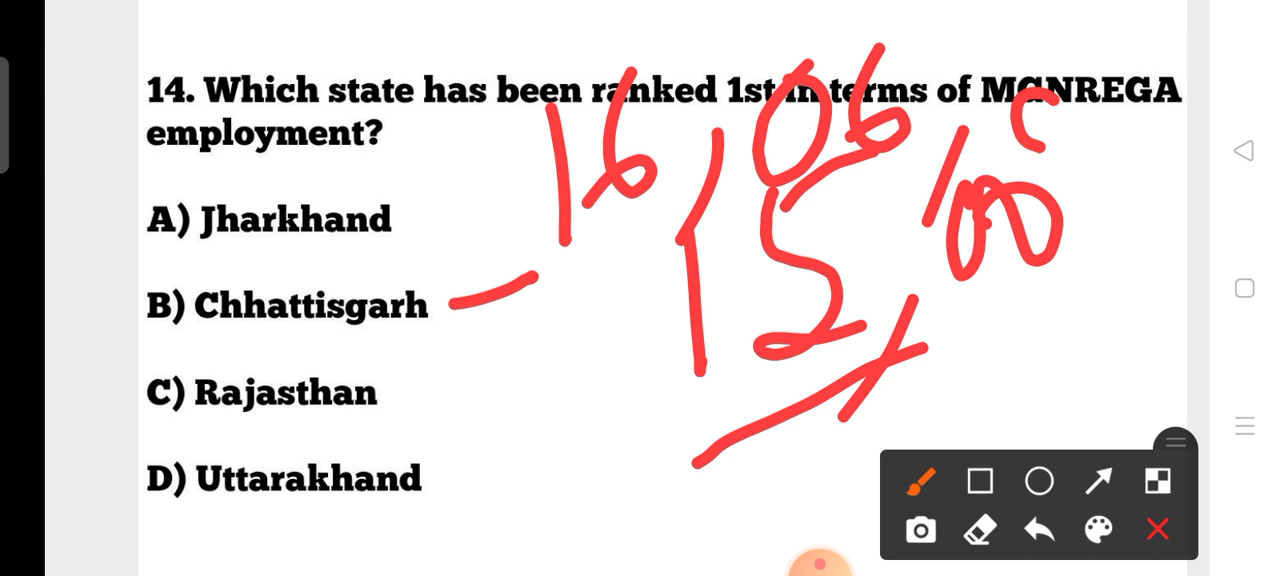 14. Which state has been ranked 1st in terms of MGNREGA
employment?
16
06
A) Jharkhand
15
B) Chhattisgarh
C) Rajasthan
D) Uttarakhand